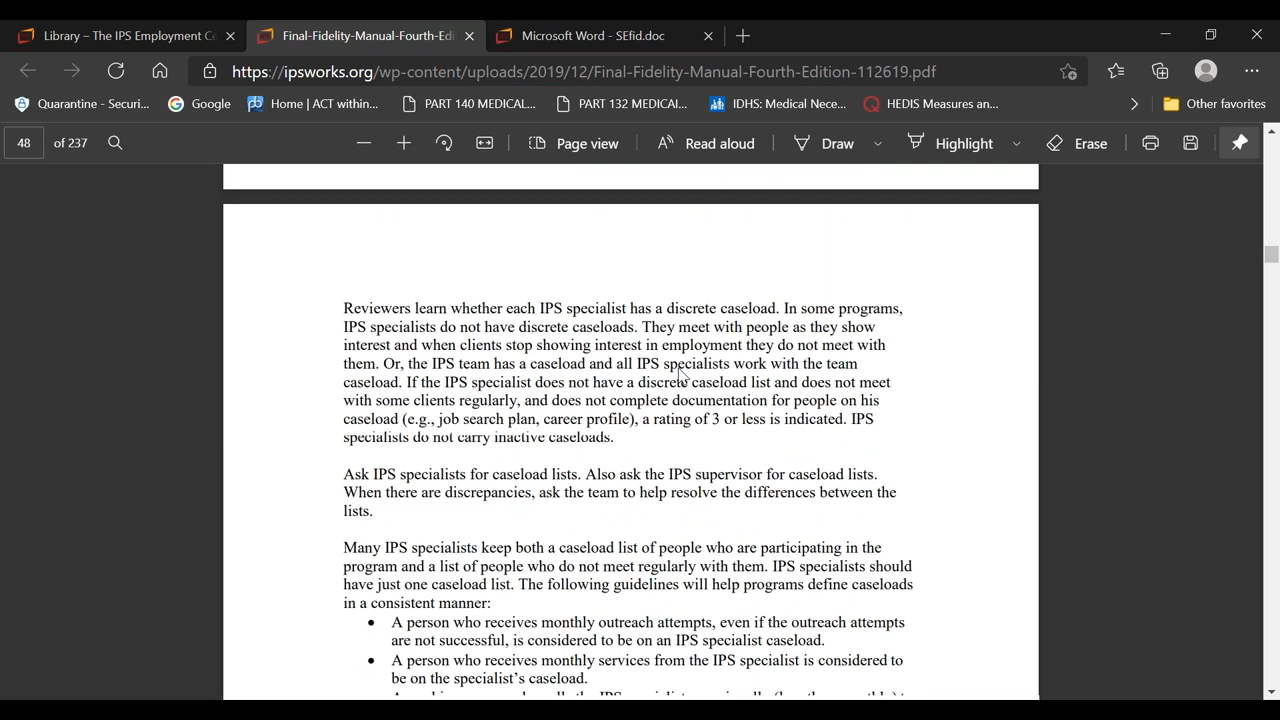 Library – The IPS Employment Ce
Final-Fidelity-Manual-Fourth-Edi
Microsoft Word - SEfid.doc
https://ipsworks.org/wp-content/uploads/2019/12/Final-Fidelity-Manual-Fourth-Edition-112619.pdf
Quarantine - Securi...
Google
Home | ACT within...
PART 140 MEDICAL...
PART 132 MEDICAI...
IDHS: Medical Nece...
HEDIS Measures an...
Other favorites
48 of 237
Page view
Read aloud
Draw
Highlight
Erase
Reviewers learn whether each IPS specialist has a discrete caseload. In some programs,
IPS specialists do not have discrete caseloads. They meet with people as they show
interest and when clients stop showing interest in employment they do not meet with
them. Or, the IPS team has a caseload and all IPS specialists work with the team
caseload. If the IPS specialist does not have a discrete caseload list and does not meet
with some clients regularly, and does not complete documentation for people on his
caseload (e.g., job search plan, career profile), a rating of 3 or less is indicated. IPS
specialists do not carry inactive caseloads.
Ask IPS specialists for caseload lists. Also ask the IPS supervisor for caseload lists.
When there are discrepancies, ask the team to help resolve the differences between the
lists.
Many IPS specialists keep both a caseload list of people who are participating in the
program and a list of people who do not meet regularly with them. IPS specialists should
have just one caseload list. The following guidelines will help programs define caseloads
in a consistent manner:
• A person who receives monthly outreach attempts, even if the outreach attempts
are not successful, is considered to be on an IPS specialist caseload.
• A person who receives monthly services from the IPS specialist is considered to
be on the specialist's caseload.